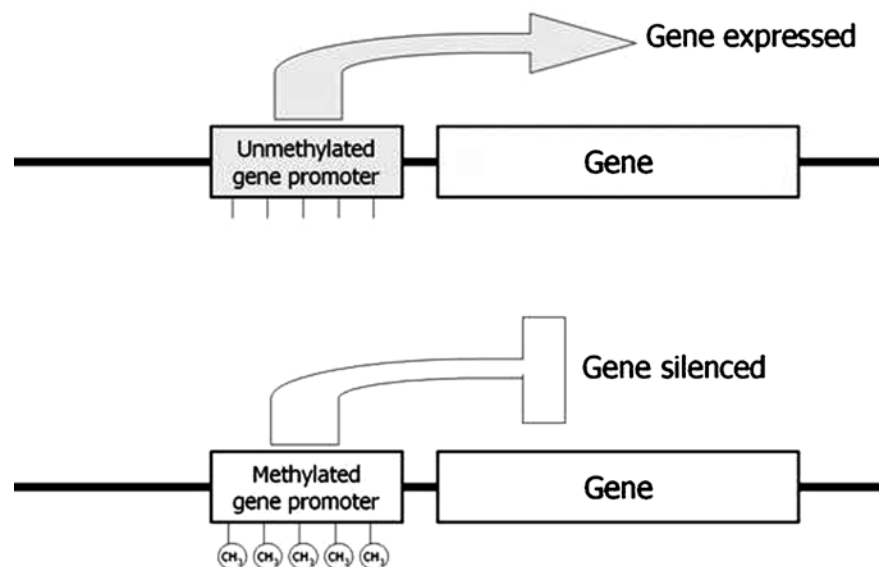 Gene expressed
Unmethylated
gene promoter
Gene
Gene silenced
Methylated
gene promoter
Gene
CH3 CH3 CH3 CH3 CH3